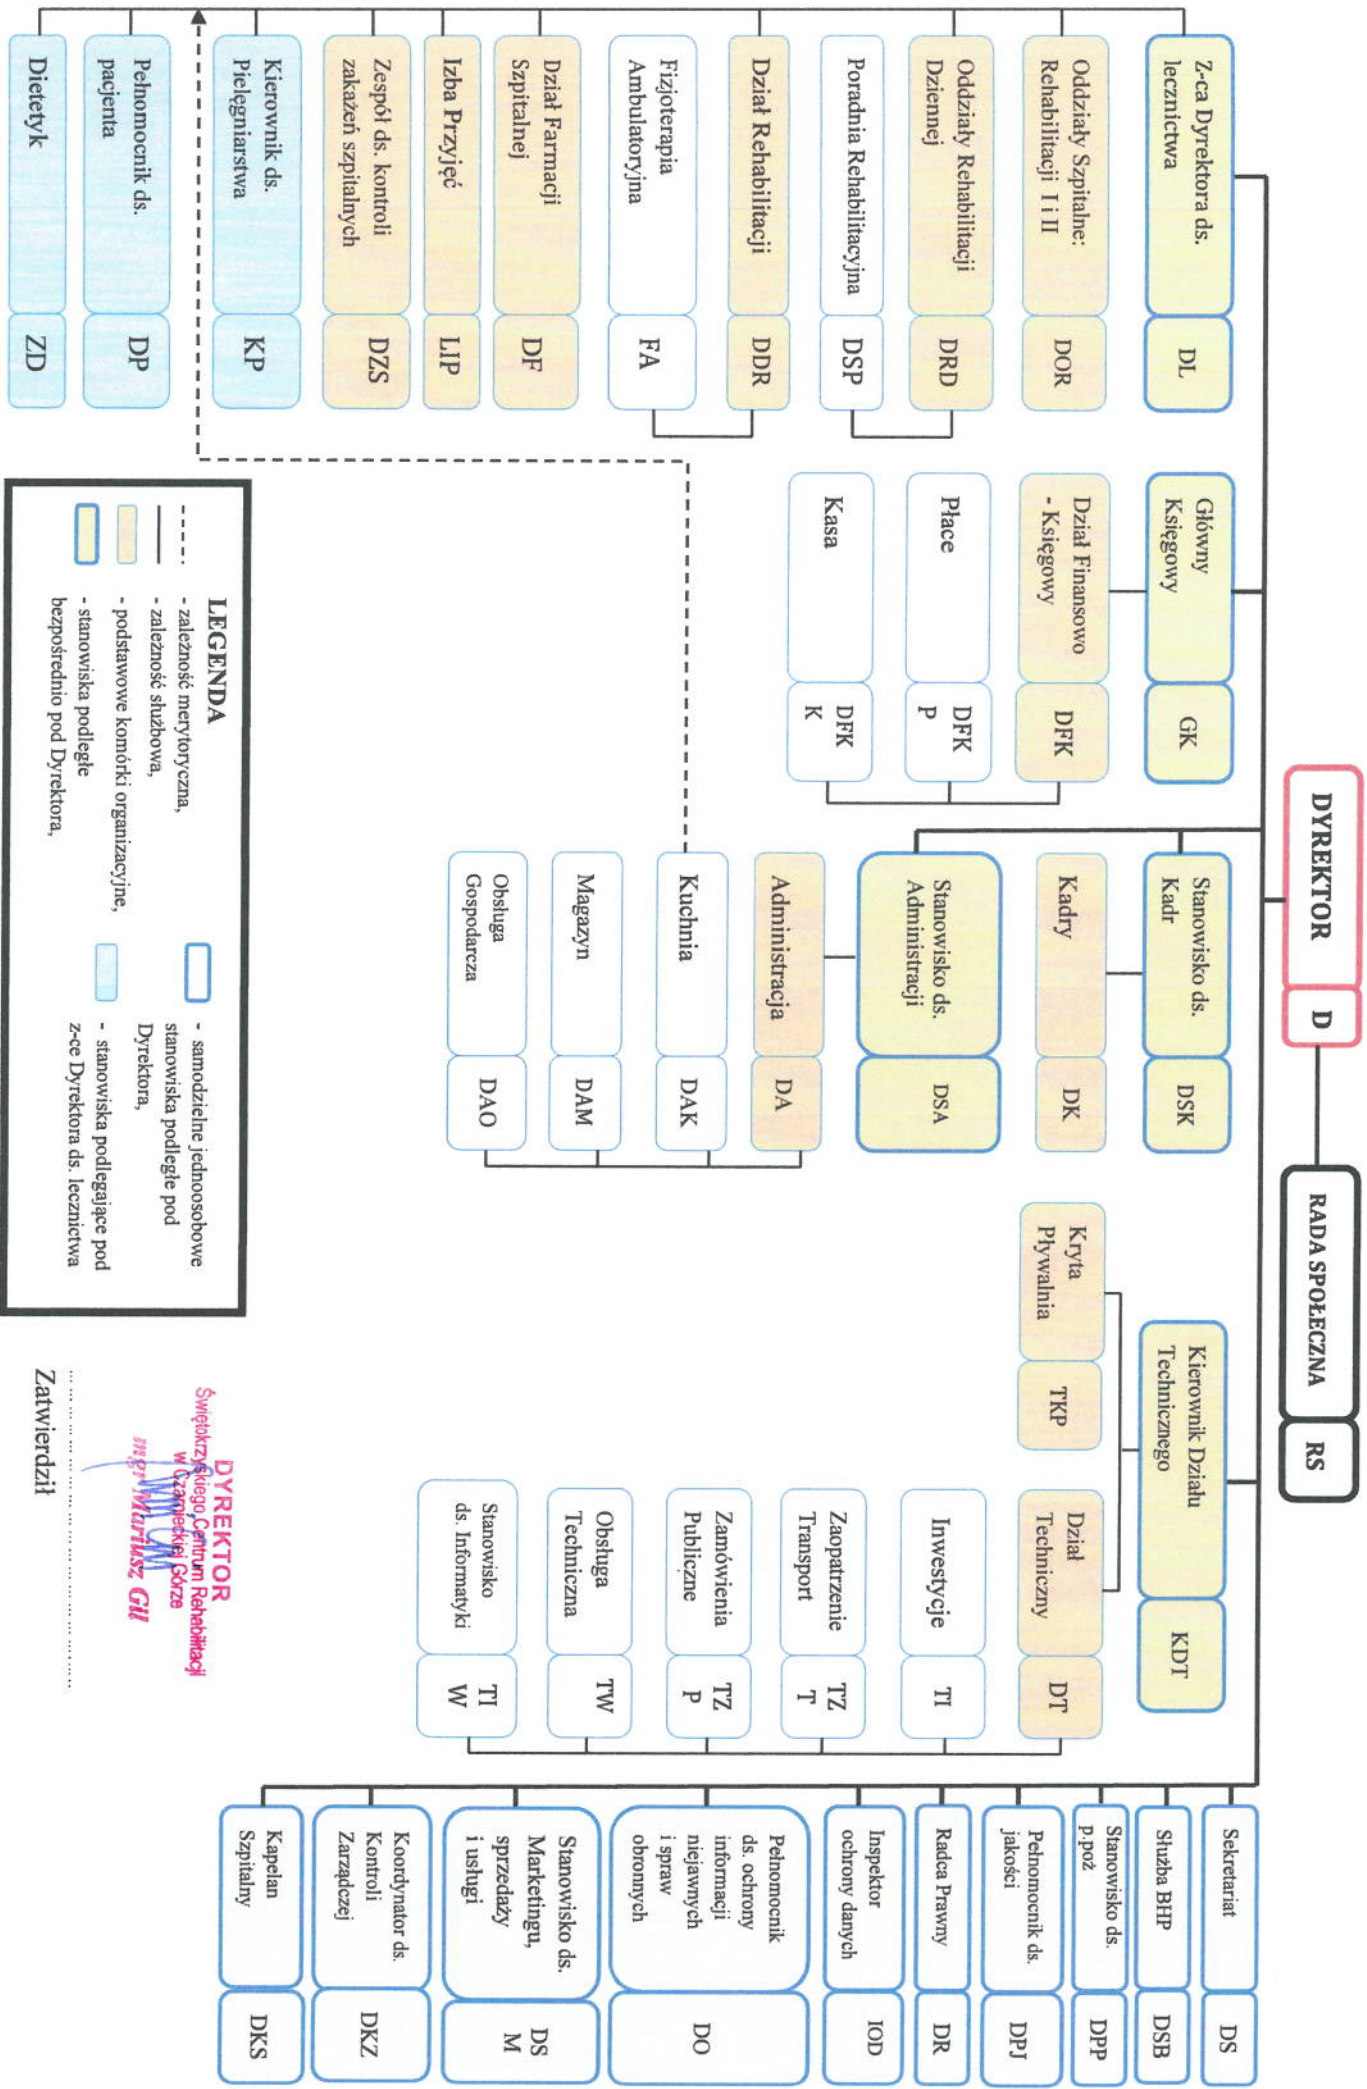 DYREKTOR
D
RADA SPOŁECZNA
RS
Z-ca Dyrektora ds.
lecznictwa
DL
Oddziały Szpitalne:
Rehabilitacji I i II
DOR
Oddziały Rehabilitacji
Dziennej
DRD
Poradnia Rehabilitacyjna
DSP
Dział Rehabilitacji
DDR
Fizjoterapia
Ambulatoryjna
FA
Dział Farmacji
Szpitalnej
DF
Izba Przyjęć
LIP
Zespół ds. kontroli
zakażeń szpitalnych
DZS
Kierownik ds.
Pielęgniarstwa
KP
Pełnomocnik ds.
pacjenta
DP
Dietetyk
ZD
Główny
Księgowy
GK
Dział Finansowo
- Księgowy
DFK
Płace
DFK
P
Kasa
DFK
K
Stanowisko ds.
Kadr
DSK
Kadry
DK
Stanowisko ds.
Administracji
DSA
Administracja
DA
Kuchnia
DAK
Magazyn
DAM
Obsługa
Gospodarcza
DAO
Kierownik Działu
Technicznego
KDT
Kryta
Pływalnia
TKP
Dział
Techniczny
DT
Inwestycje
TI
Zaopatrzenie
Transport
TZ
T
Zamówienia
Publiczne
TZ
P
Obsługa
Techniczna
TW
Stanowisko
ds. Informatyki
TI
W
Sekretariat
DS
Służba BHP
DSB
Stanowisko ds.
p.poż
DPP
Pełnomocnik ds.
jakości
DPJ
Radca Prawny
DR
Inspektor
ochrony danych
IOD
Pełnomocnik
ds. ochrony
informacji
niejawnych
i spraw
obronnych
DO
Stanowisko ds.
Marketingu,
sprzedaży
i usługi
DS
M
Koordynator ds.
Kontroli
Zarządczej
DKZ
Kapelan
Szpitalny
DKS
LEGENDA
- zależność merytoryczna,
- zależność służbowa,
- podstawowe komórki organizacyjne,
- stanowiska podległe
bezpośrednio pod Dyrektora,
- samodzielne jednoosobowe
stanowiska podległe pod
Dyrektora,
- stanowiska podlegające pod
z-ce Dyrektora ds. lecznictwa
DYREKTOR
Świętokrzyskiego Centrum Rehabilitacji
w Czarnieckiej Górze
mgr Mariusz Gil
Zatwierdził